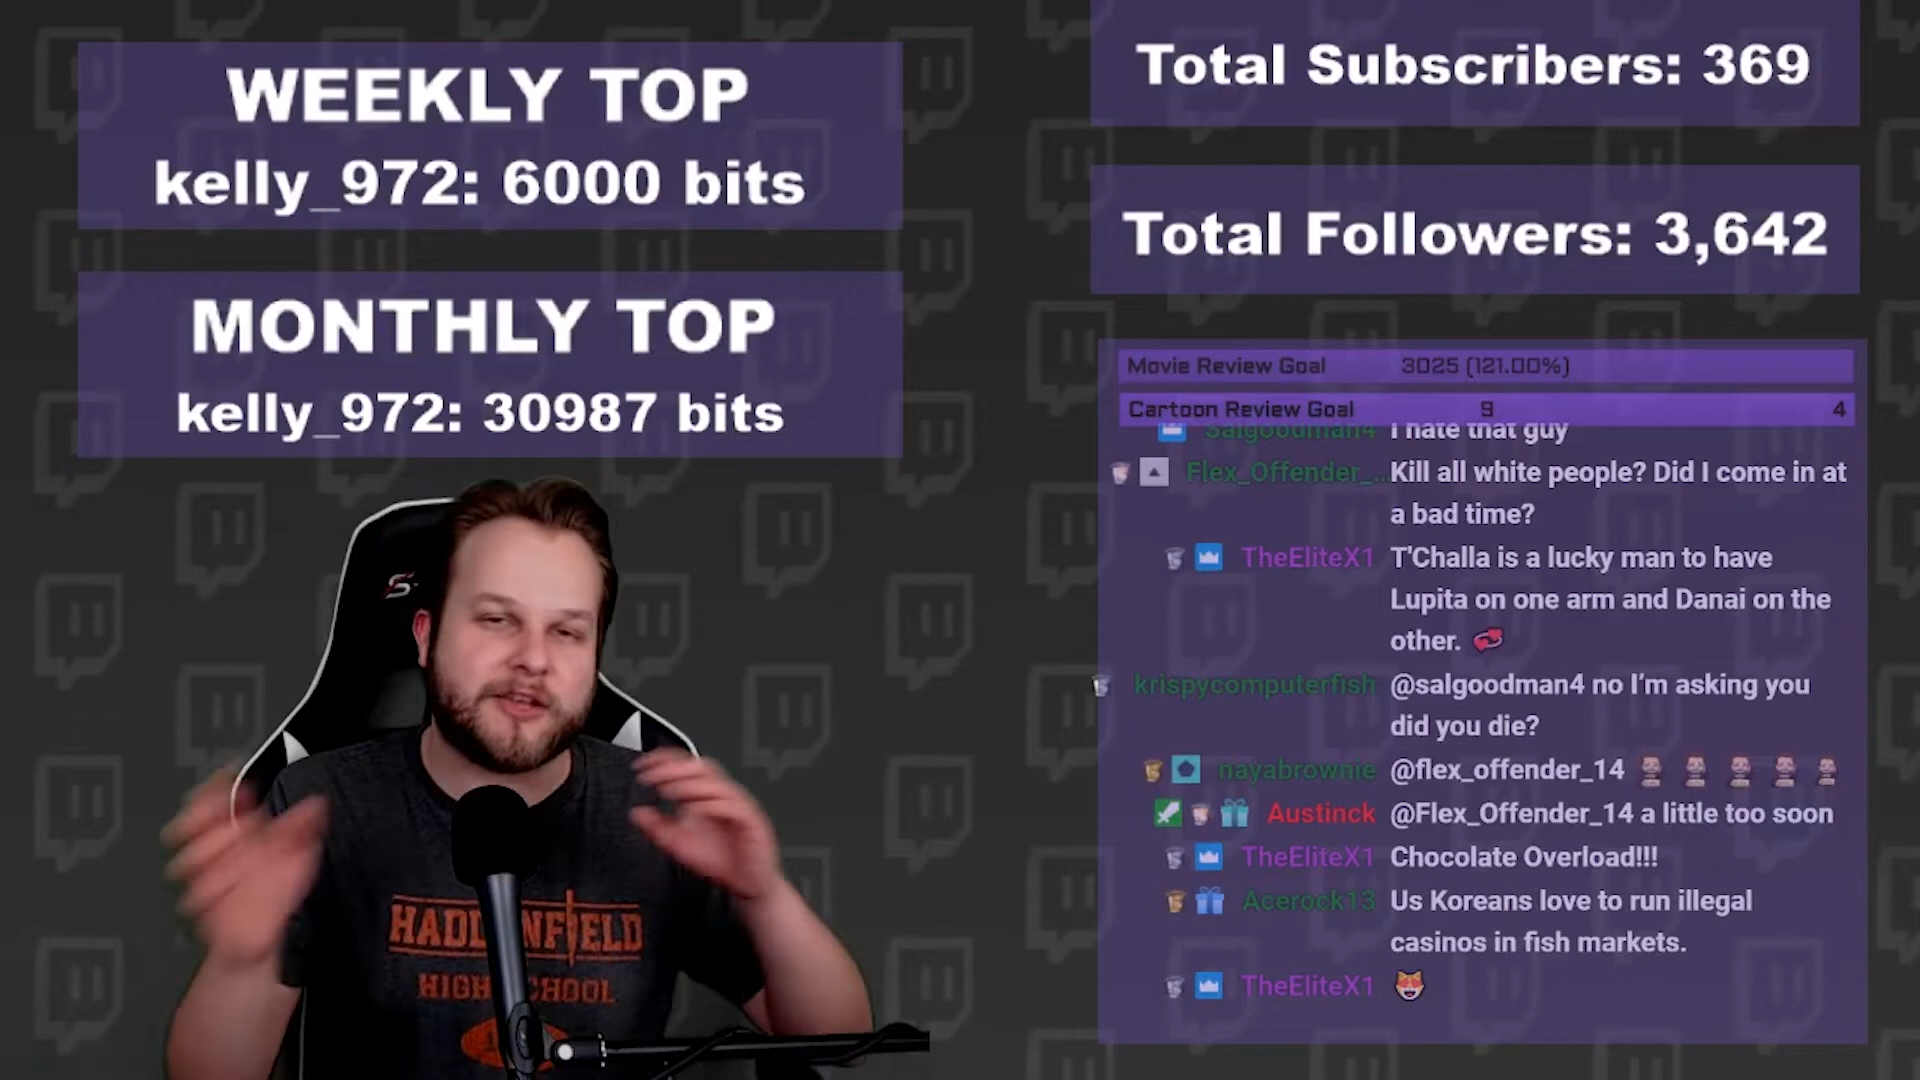 WEEKLY TOP
kelly_972: 6000 bits
MONTHLY TOP
kelly_972: 30987 bits
Total Subscribers: 369
Total Followers: 3,642
Movie Review Goal 3025 (121.00%)
Cartoon Review Goal 9 4
Salgoodman4 I hate that guy
Flex_Offender_... Kill all white people? Did I come in at
a bad time?
TheEliteX1 T'Challa is a lucky man to have
Lupita on one arm and Danai on the
other.
krispycomputerfish @salgoodman4 no I’m asking you
did you die?
nayabrownie @flex_offender_14
Austinck @Flex_Offender_14 a little too soon
TheEliteX1 Chocolate Overload!!!
Acerock13 Us Koreans love to run illegal
casinos in fish markets.
TheEliteX1
HIGH SCHOOL